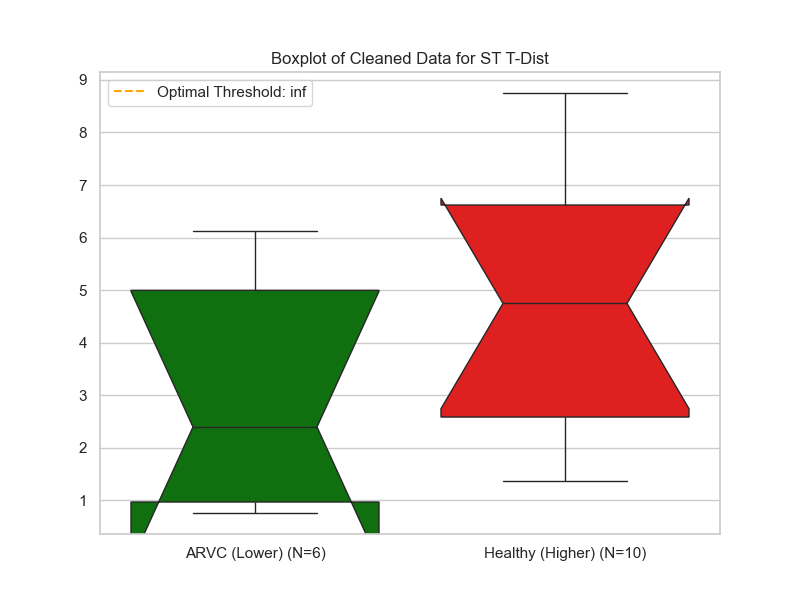 Boxplot of Cleaned Data for ST T-Dist
Optimal Threshold: inf
9
8
7
6
5
4
3
2
1
ARVC (Lower) (N=6)
Healthy (Higher) (N=10)